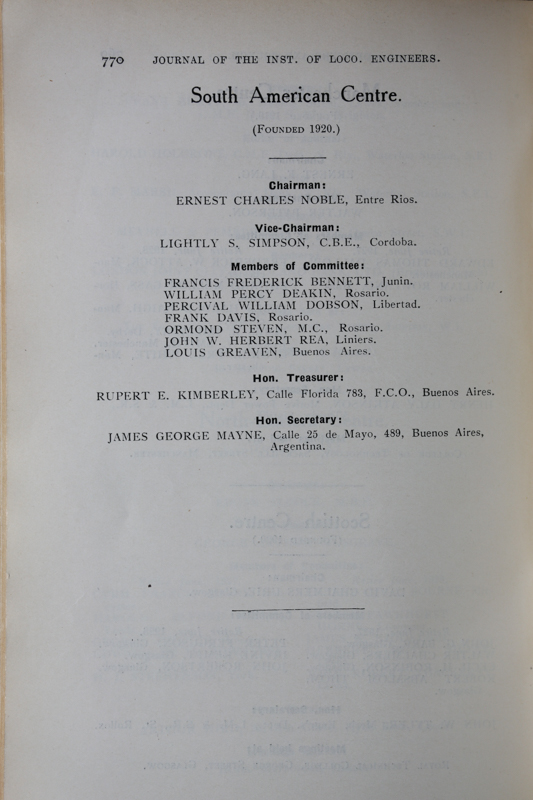 770 JOURNAL OF THE INST. OF LOCO. ENGINEERS.
South American Centre.
(FOUNDED 1920.)
Chairman:
ERNEST CHARLES NOBLE, Entre Rios.
Vice-Chairman:
LIGHTLY S. SIMPSON, C.B.E., Cordoba.
Members of Committee:
FRANCIS FREDERICK BENNETT, Junin.
WILLIAM PERCY DEAKIN, Rosario.
PERCIVAL WILLIAM DOBSON, Libertad.
FRANK DAVIS, Rosario.
ORMOND STEVEN, M.C., Rosario.
JOHN W. HERBERT REA, Liniers.
LOUIS GREAVEN, Buenos Aires.
Hon. Treasurer:
RUPERT E. KIMBERLEY, Calle Florida 783, F.C.O., Buenos Aires.
Hon. Secretary:
JAMES GEORGE MAYNE, Calle 25 de Mayo, 489, Buenos Aires,
Argentina.